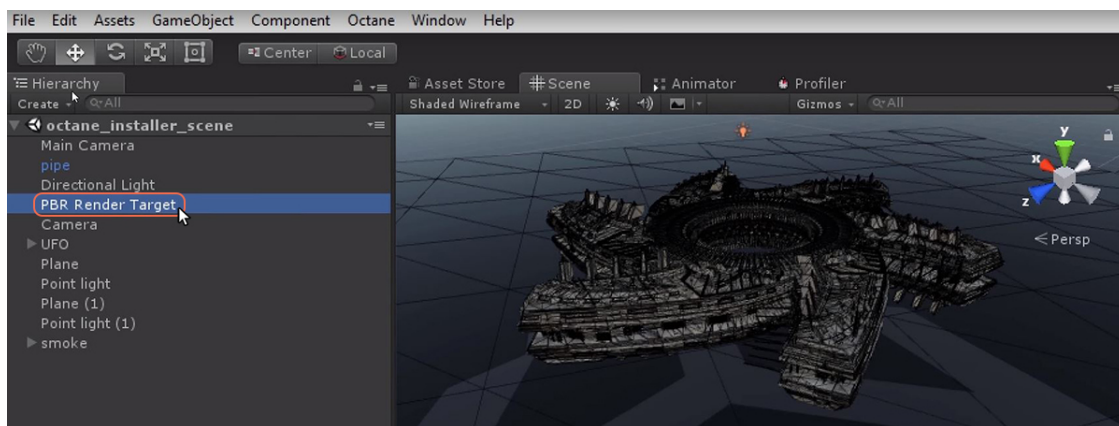 File Edit Assets GameObject Component Octane Window Help
Center Local
Hierarchy
Asset Store Scene Animator Profiler
Create All
Shaded Wireframe 2D Gizmos All
octane_installer_scene
Main Camera
pipe
Directional Light
PBR Render Target
Camera
UFO
Plane
Point light
Plane (1)
Point light (1)
smoke
y
x
z
Persp